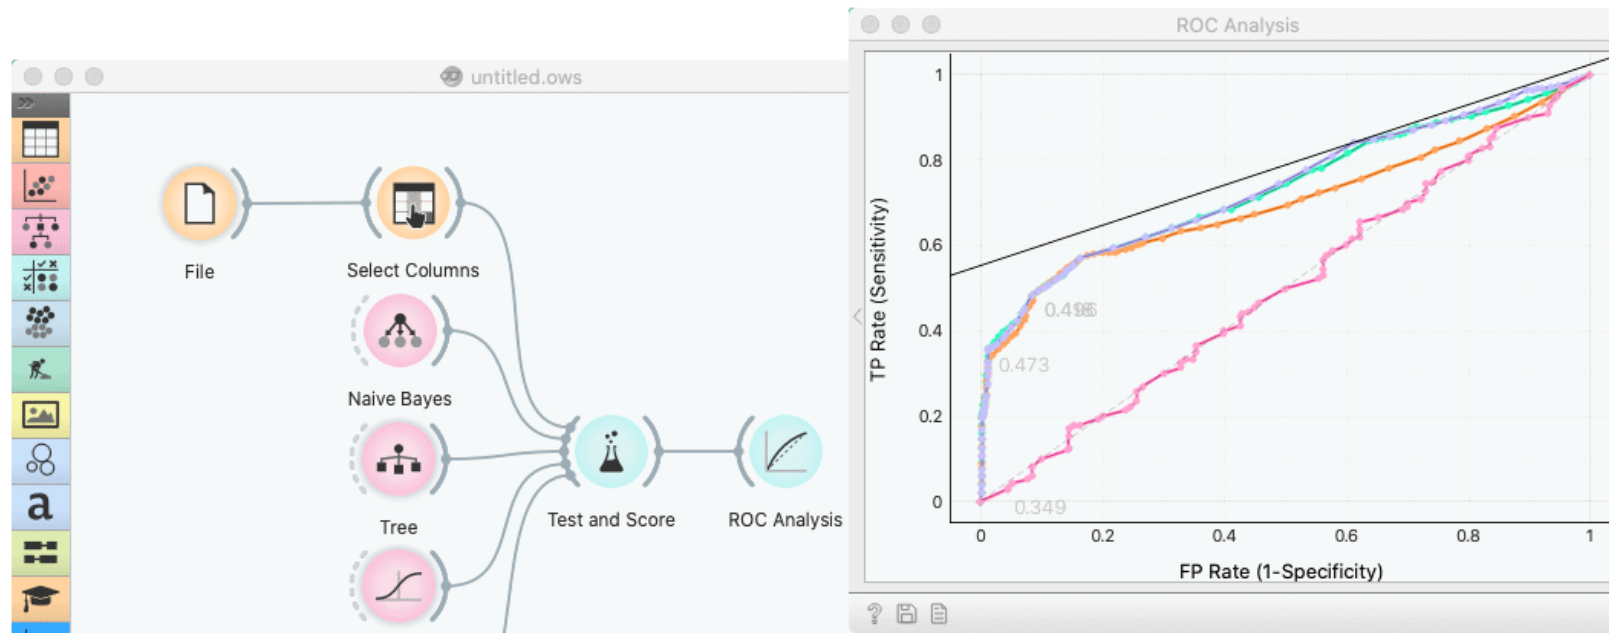 untitled.ows
File
Select Columns
Naive Bayes
Tree
Test and Score
ROC Analysis
a
ROC Analysis
TP Rate (Sensitivity)
1
0.8
0.6
0.4
0.2
0
0.473
0.349
0
0.2
0.4
0.6
0.8
1
FP Rate (1-Specificity)